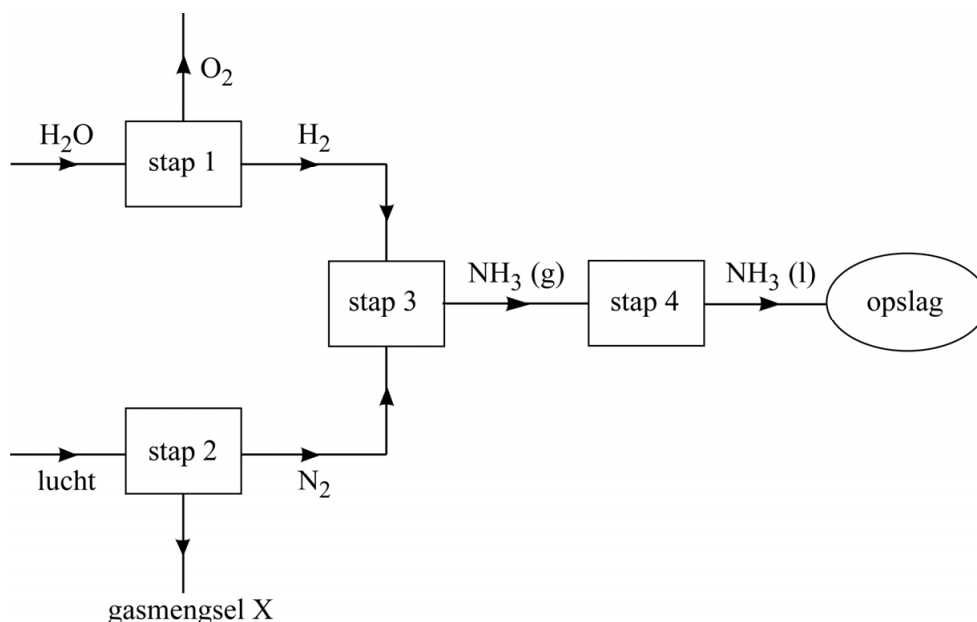 O₂
H₂O
stap 1
H₂
stap 3
NH₃ (g)
stap 4
NH₃ (l)
opslag
lucht
stap 2
N₂
gasmengsel X